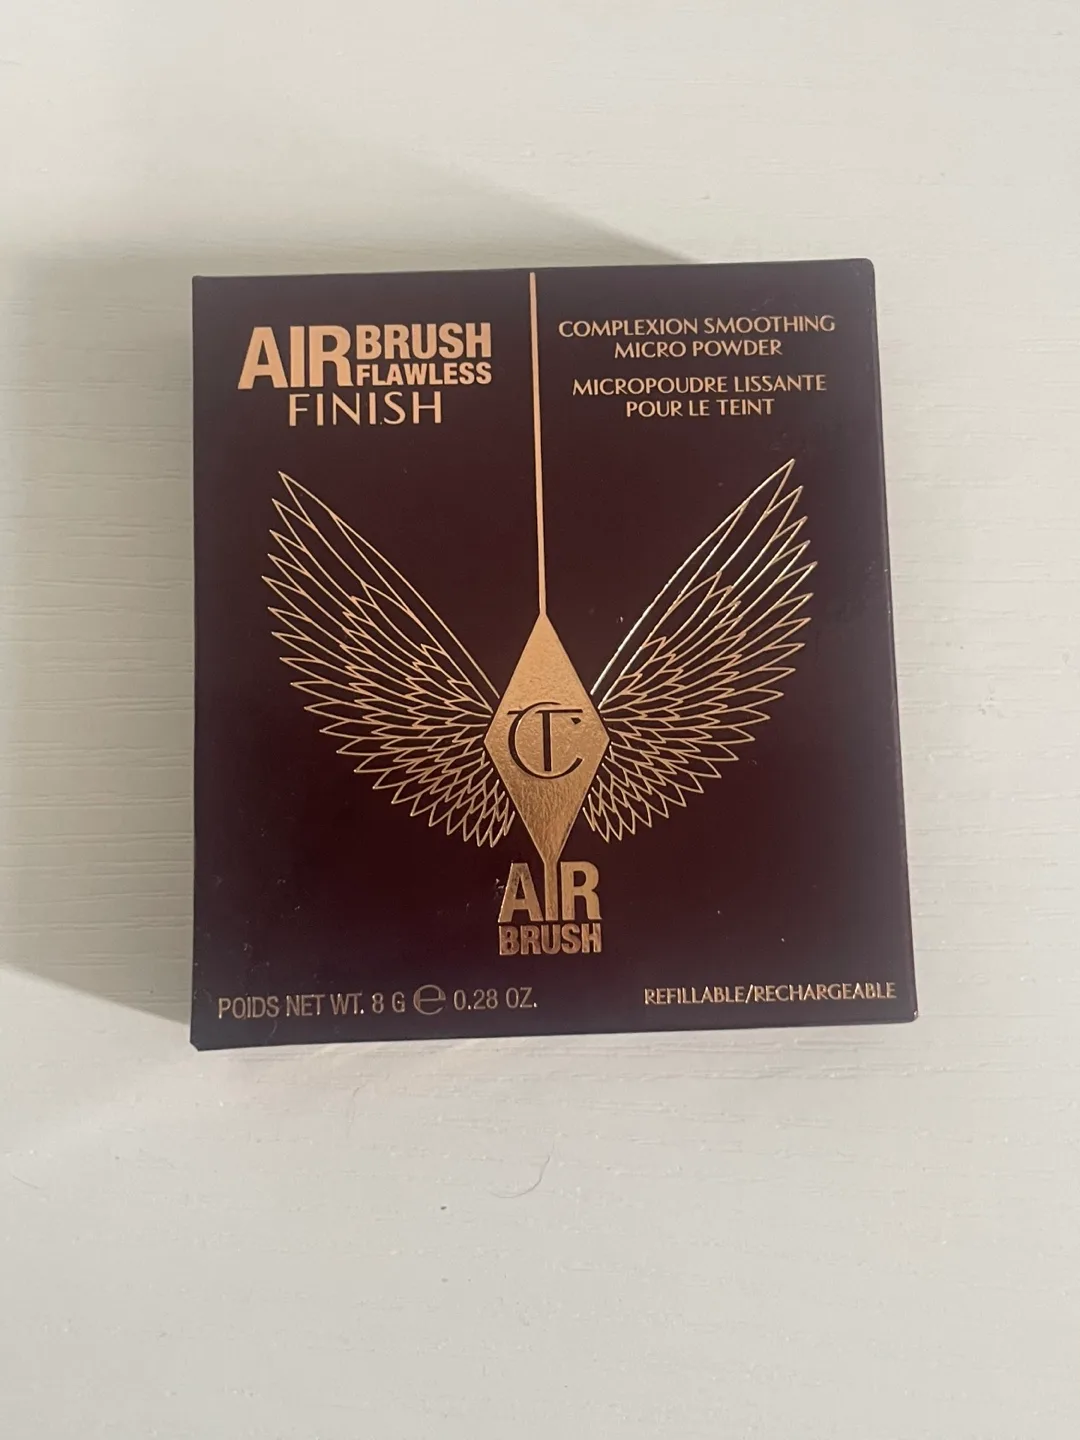 AIRBRUSH
FLAWLESS
FINISH
COMPLEXION SMOOTHING
MICRO POWDER
MICROPOUDRE LISSANTE
POUR LE TEINT
CT
AIR
BRUSH
POIDS NET WT. 8 G ℮ 0.28 OZ.
REFILLABLE/RECHARGEABLE